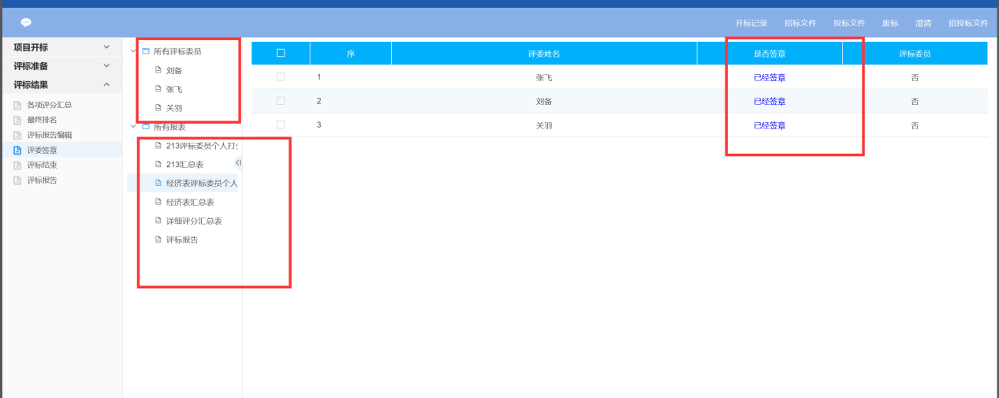 开标记录 招标文件 投标文件 废标 澄清 招投标文件
项目开标
评标准备
评标结果
各项评分汇总
最终排名
评标报告编辑
评委签章
评标结束
评标报告
所有评标委员
刘备
张飞
关羽
所有报表
213评标委员个人打
213汇总表
经济表评标委员个人
经济表汇总表
详细评分汇总表
评标报告
序 评委姓名 是否签章 评标委员
1 张飞 已经签章 否
2 刘备 已经签章 否
3 关羽 已经签章 否